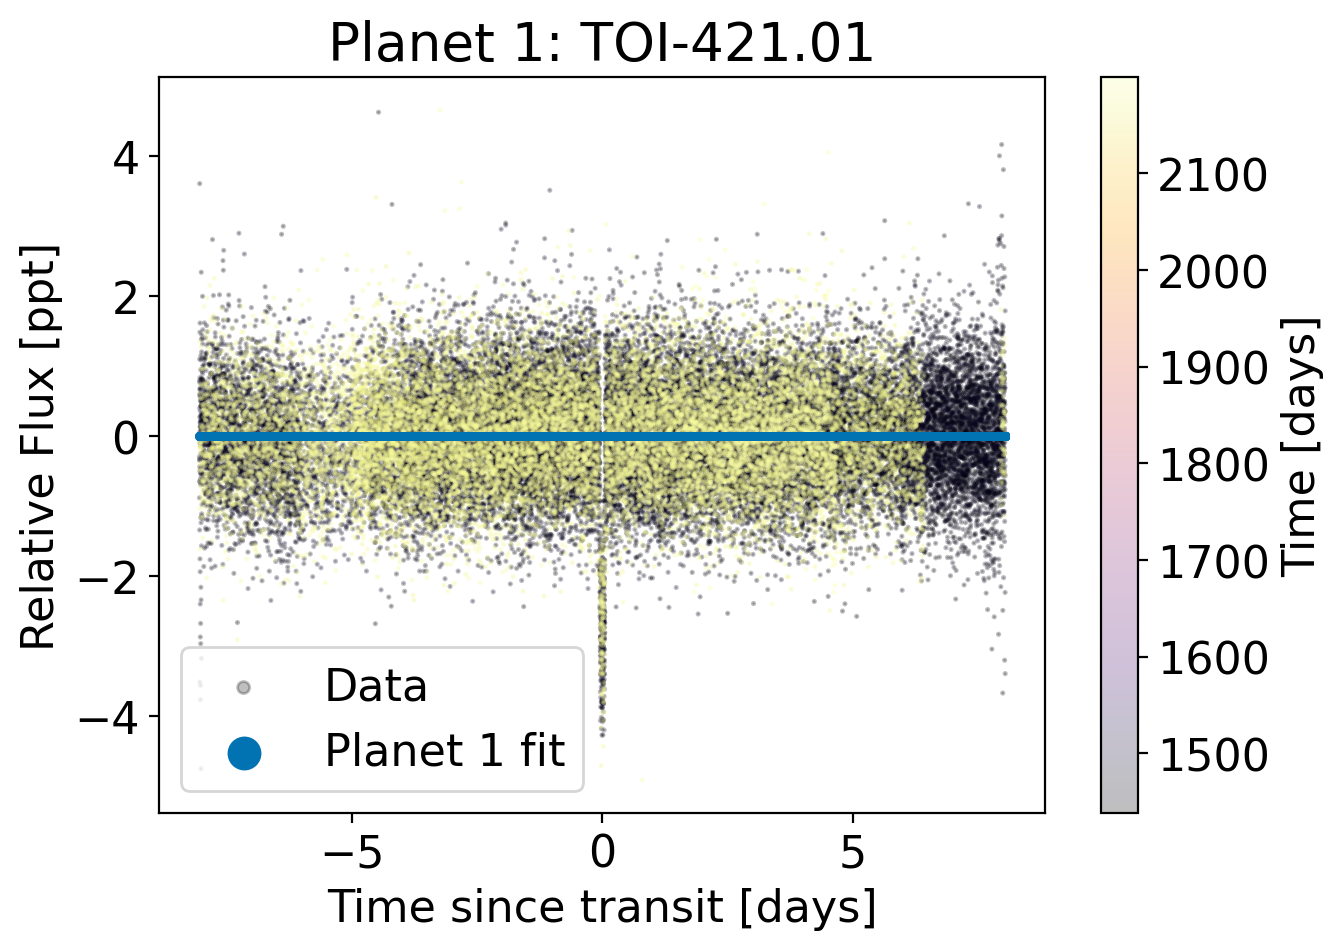 Planet 1: TOI-421.01
Relative Flux [ppt]
4
2
0
−2
−4
Data
Planet 1 fit
−5
0
5
Time since transit [days]
2100
2000
1900
1800
1700
1600
1500
Time [days]